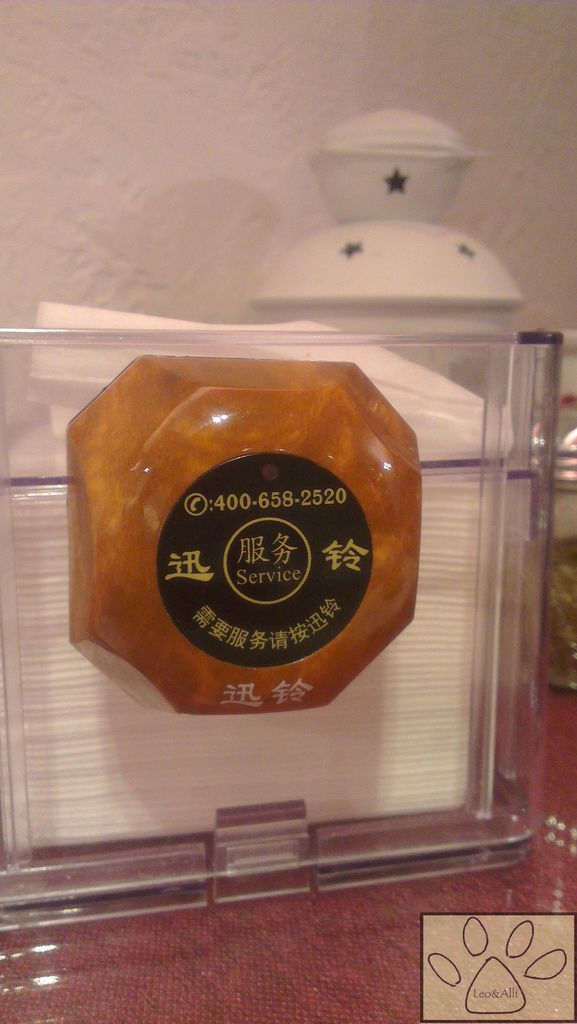 ✆:400-658-2520
迅 服务 铃
Service
需要服务请按迅铃
迅铃
Leo&Alli